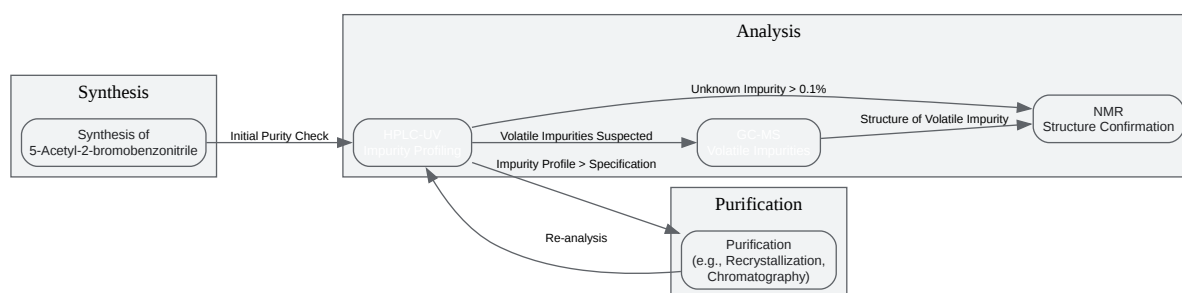 Analysis
Synthesis
Synthesis of
5-Acetyl-2-bromobenzonitrile
Initial Purity Check
HPLC-UV
Impurity Profiling
Unknown Impurity > 0.1%
Volatile Impurities Suspected
Impurity Profile > Specification
GC-MS
Volatile Impurities
Structure of Volatile Impurity
NMR
Structure Confirmation
Purification
Purification
(e.g., Recrystallization,
Chromatography)
Re-analysis